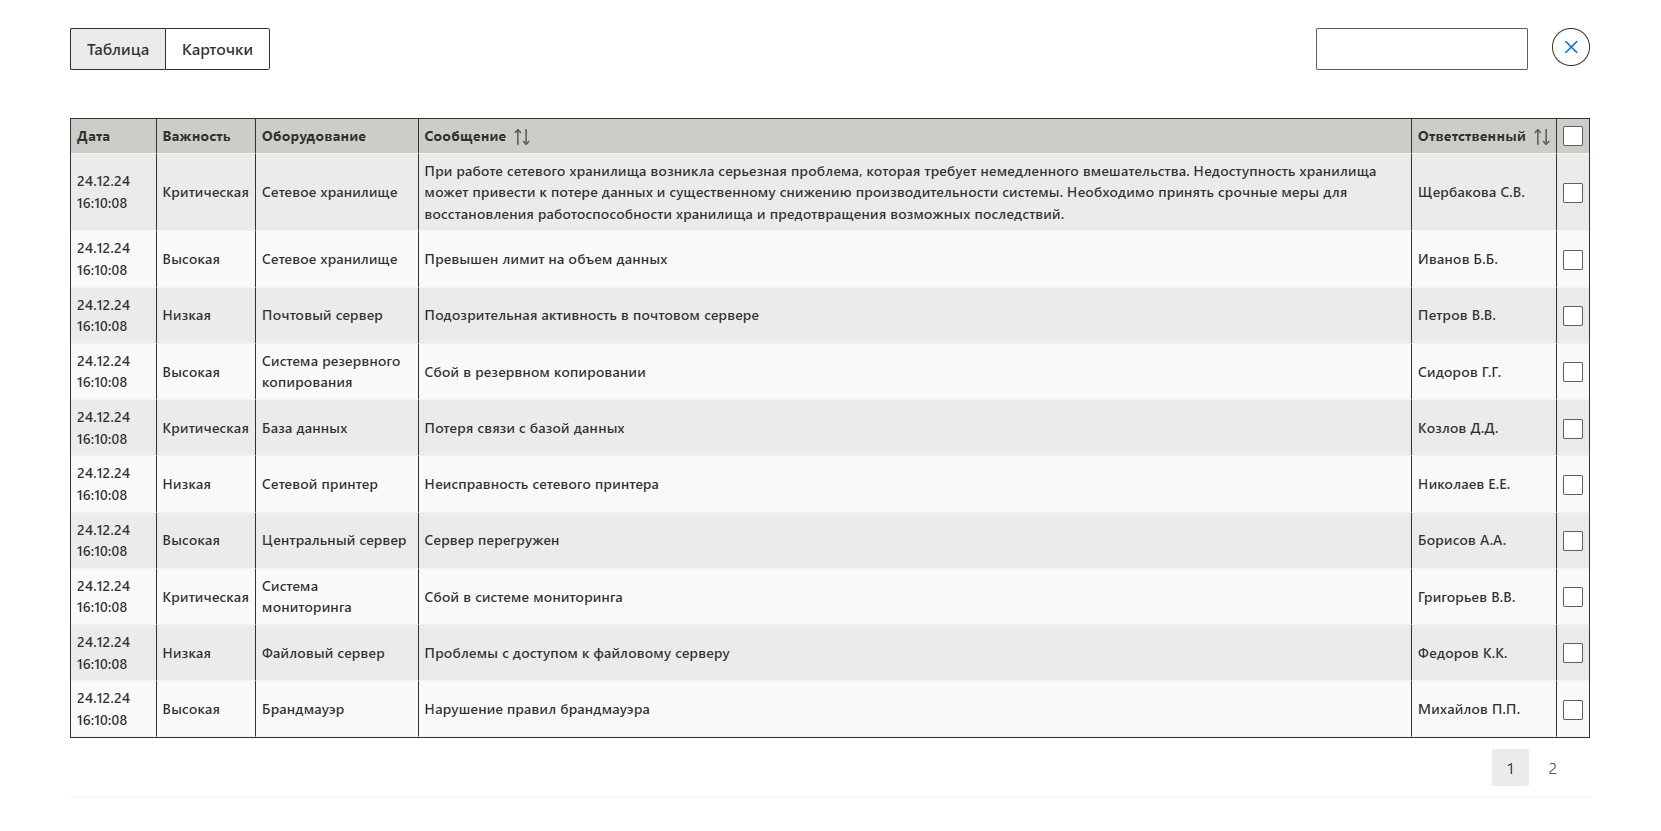 Таблица Карточки
Дата Важность Оборудование Сообщение Ответственный
24.12.24
16:10:08
Критическая
Сетевое хранилище
При работе сетевого хранилища возникла серьезная проблема, которая требует немедленного вмешательства. Недоступность хранилища
может привести к потере данных и существенному снижению производительности системы. Необходимо принять срочные меры для
восстановления работоспособности хранилища и предотвращения возможных последствий.
Щербакова С.В.
24.12.24
16:10:08
Высокая
Сетевое хранилище
Превышен лимит на объем данных
Иванов Б.Б.
24.12.24
16:10:08
Низкая
Почтовый сервер
Подозрительная активность в почтовом сервере
Петров В.В.
24.12.24
16:10:08
Высокая
Система резервного
копирования
Сбой в резервном копировании
Сидоров Г.Г.
24.12.24
16:10:08
Критическая
База данных
Потеря связи с базой данных
Козлов Д.Д.
24.12.24
16:10:08
Низкая
Сетевой принтер
Неисправность сетевого принтера
Николаев Е.Е.
24.12.24
16:10:08
Высокая
Центральный сервер
Сервер перегружен
Борисов А.А.
24.12.24
16:10:08
Критическая
Система
мониторинга
Сбой в системе мониторинга
Григорьев В.В.
24.12.24
16:10:08
Низкая
Файловый сервер
Проблемы с доступом к файловому серверу
Федоров К.К.
24.12.24
16:10:08
Высокая
Брандмауэр
Нарушение правил брандмауэра
Михайлов П.П.
1 2